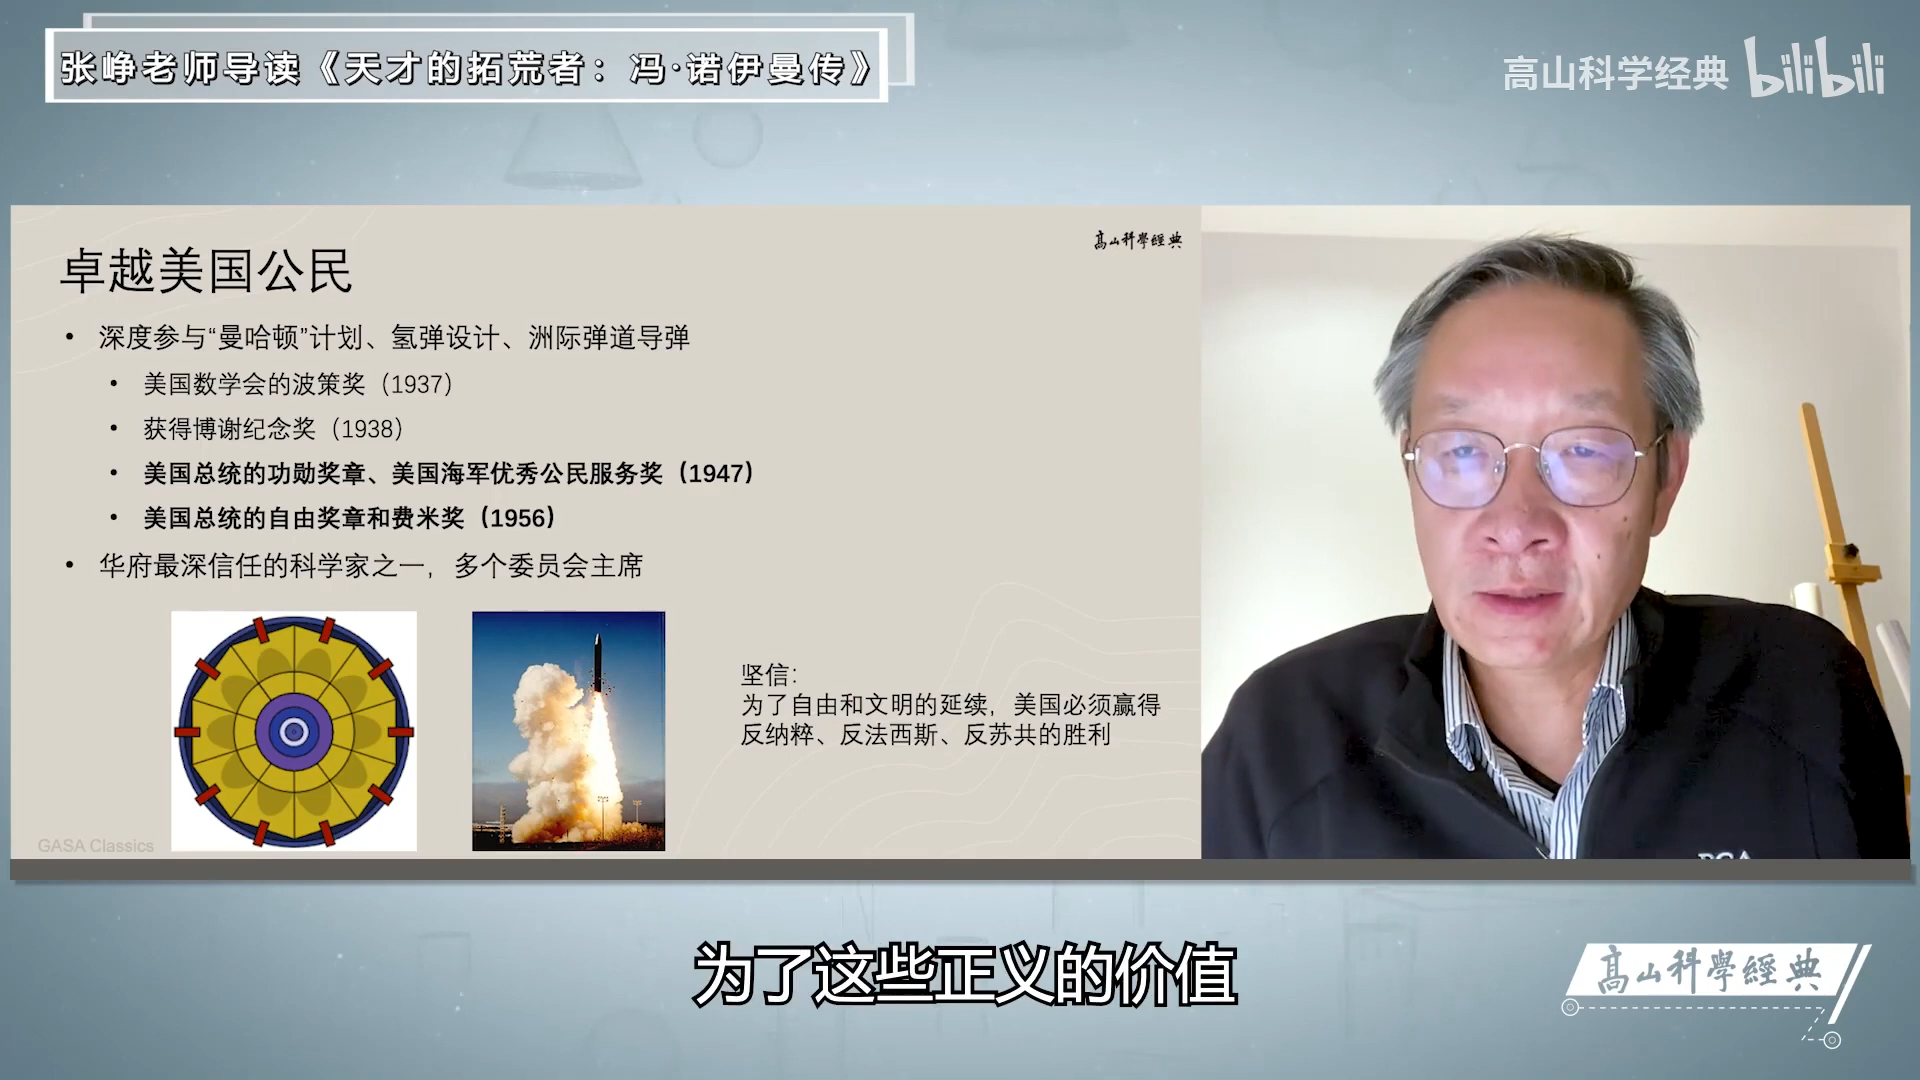 张峥老师导读《天才的拓荒者：冯·诺伊曼传》
高山科学经典 bilibili
高山科學經典
卓越美国公民
• 深度参与“曼哈顿”计划、氢弹设计、洲际弹道导弹
• 美国数学会的波策奖（1937）
• 获得博谢纪念奖（1938）
• 美国总统的功勋奖章、美国海军优秀公民服务奖（1947）
• 美国总统的自由奖章和费米奖（1956）
• 华府最深信任的科学家之一，多个委员会主席
坚信：
为了自由和文明的延续，美国必须赢得
反纳粹、反法西斯、反苏共的胜利
GASA Classics
为了这些正义的价值
高山科學經典